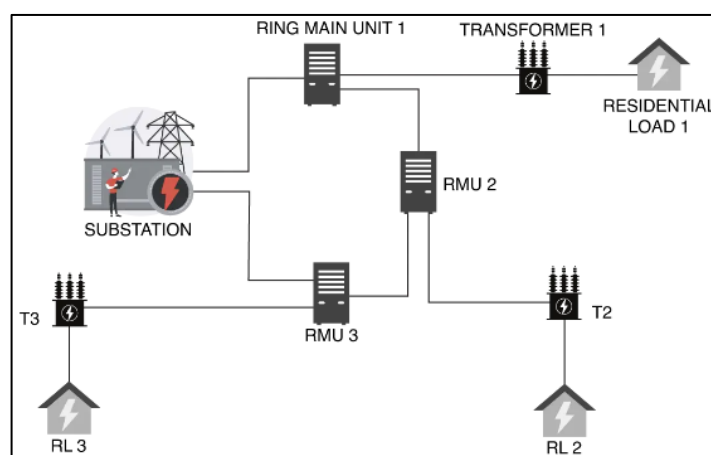 RING MAIN UNIT 1
TRANSFORMER 1
RESIDENTIAL
LOAD 1
RMU 2
SUBSTATION
T3
RMU 3
T2
RL 3
RL 2